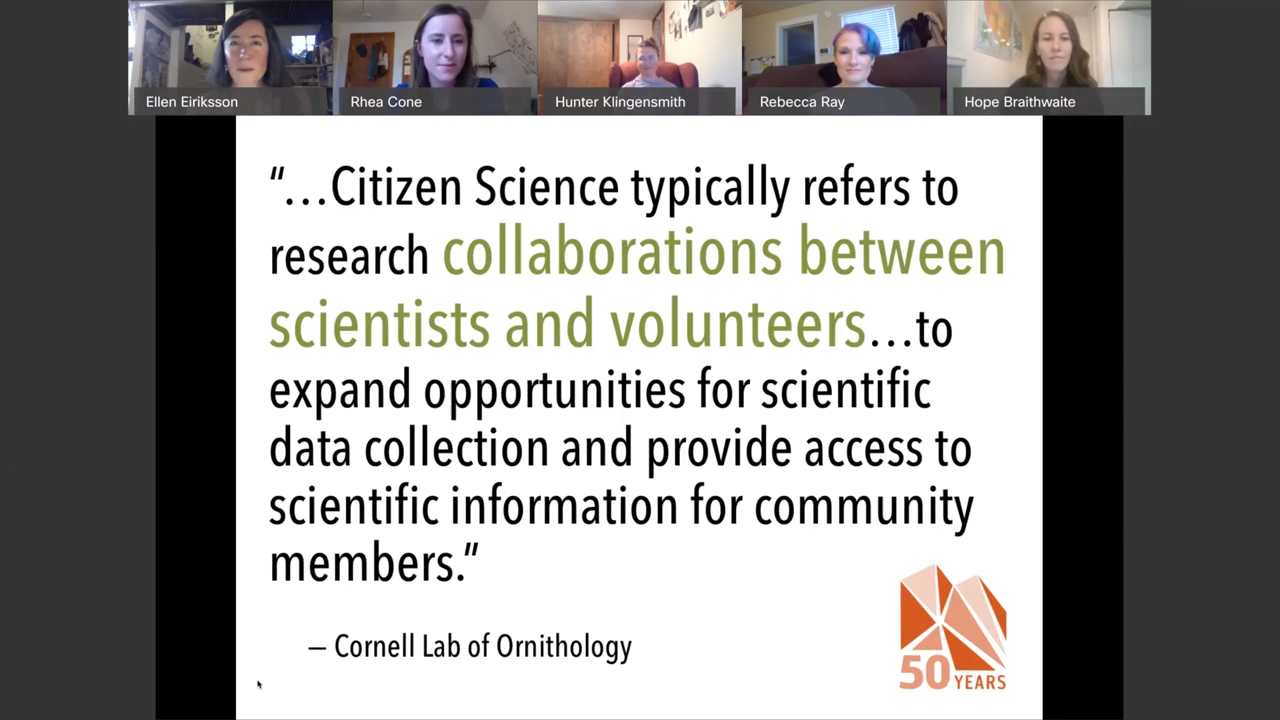 Ellen Eiriksson
Rhea Cone
Hunter Klingensmith
Rebecca Ray
Hope Braithwaite
“…Citizen Science typically refers to
research collaborations between
scientists and volunteers…to
expand opportunities for scientific
data collection and provide access to
scientific information for community
members.”
– Cornell Lab of Ornithology
50 YEARS